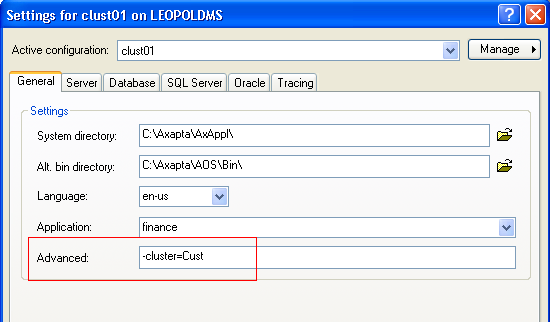 Settings for clust01 on LEOPOLDMS
Active configuration: clust01 Manage
General Server Database SQL Server Oracle Tracing
Settings
System directory: C:\Axapta\AxAppl\
Alt. bin directory: C:\Axapta\AOS\Bin\
Language: en-us
Application: finance
Advanced: -cluster=Cust